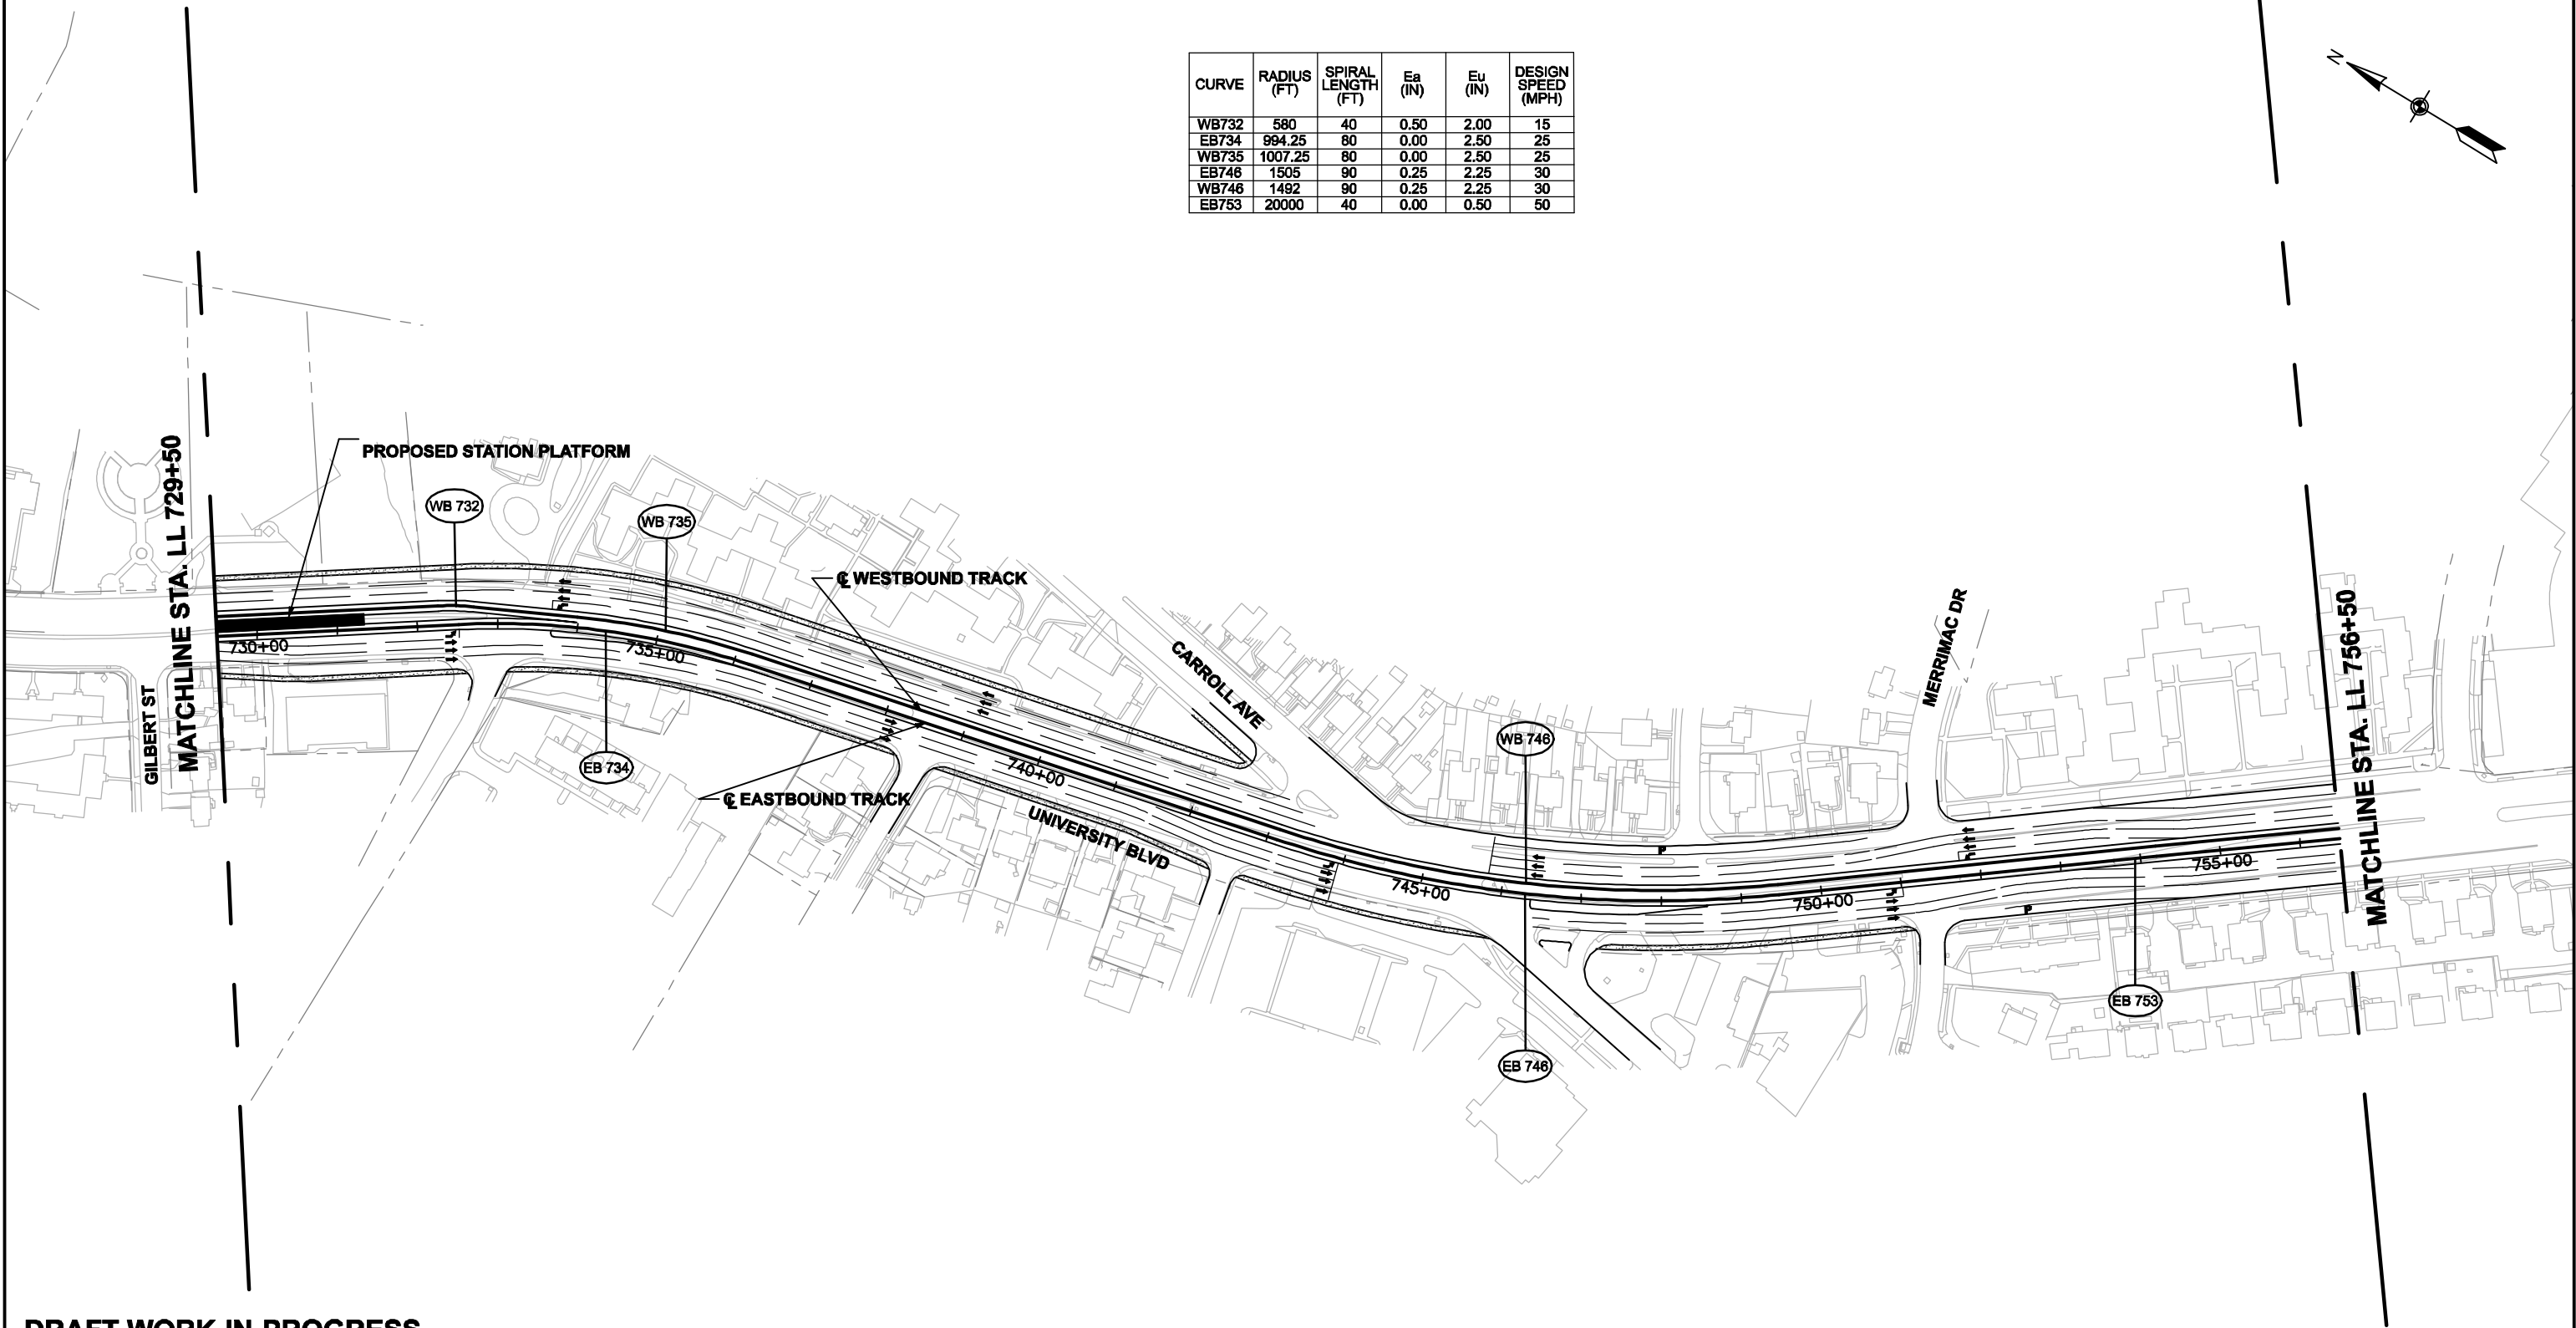 CURVE RADIUS (FT) SPIRAL LENGTH (FT) Ea (IN) Eu (IN) DESIGN SPEED (MPH)
WB732 580 40 0.50 2.00 15
EB734 994.25 80 0.00 2.50 25
WB735 1007.25 80 0.00 2.50 25
EB746 1505 90 0.25 2.25 30
WB746 1492 90 0.25 2.25 30
EB753 20000 40 0.00 0.50 50
N
MATCHLINE STA. LL 729+50
PROPOSED STATION PLATFORM
WB 732
WB 735
℄ WESTBOUND TRACK
CARROLL AVE
MERRIMAC DR
MATCHLINE STA. LL 756+50
730+00
735+00
GILBERT ST
EB 734
℄ EASTBOUND TRACK
740+00
UNIVERSITY BLVD
WB 746
745+00
P
750+00
755+00
P
EB 753
EB 746
DRAFT WORK IN PROGRESS